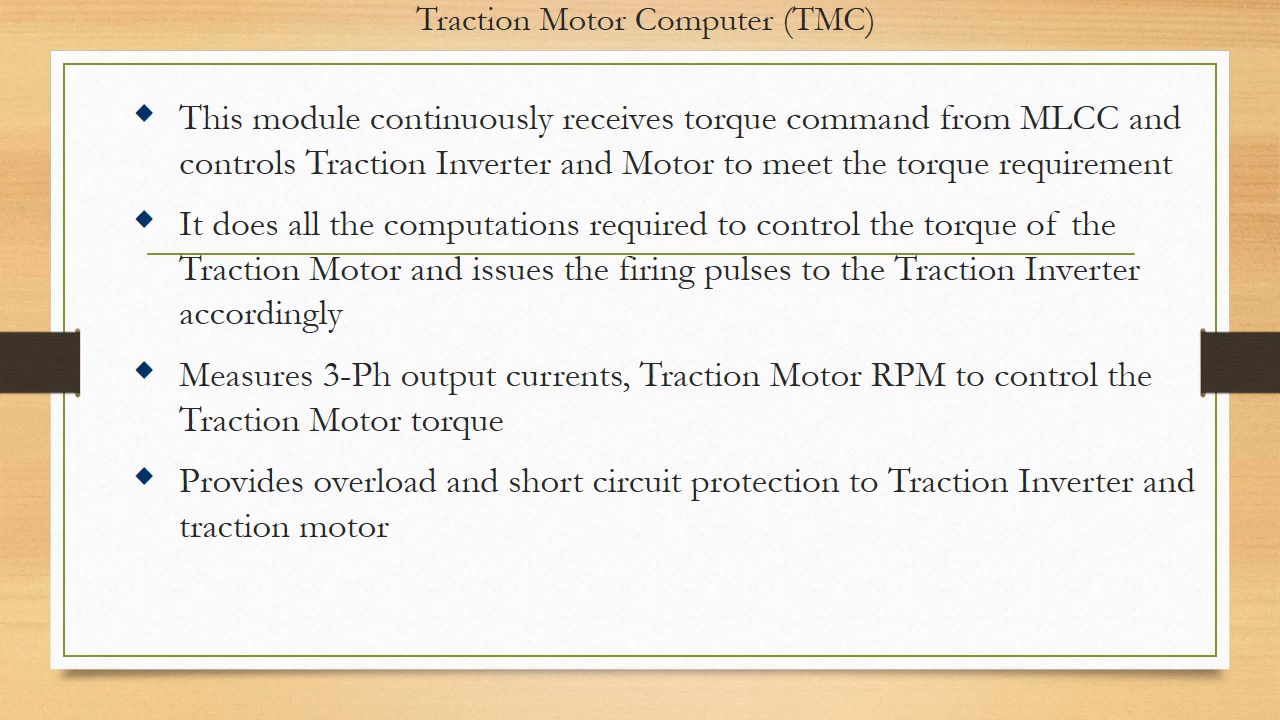 Traction Motor Computer (TMC)
This module continuously receives torque command from MLCC and
controls Traction Inverter and Motor to meet the torque requirement
It does all the computations required to control the torque of the
Traction Motor and issues the firing pulses to the Traction Inverter
accordingly
Measures 3-Ph output currents, Traction Motor RPM to control the
Traction Motor torque
Provides overload and short circuit protection to Traction Inverter and
traction motor